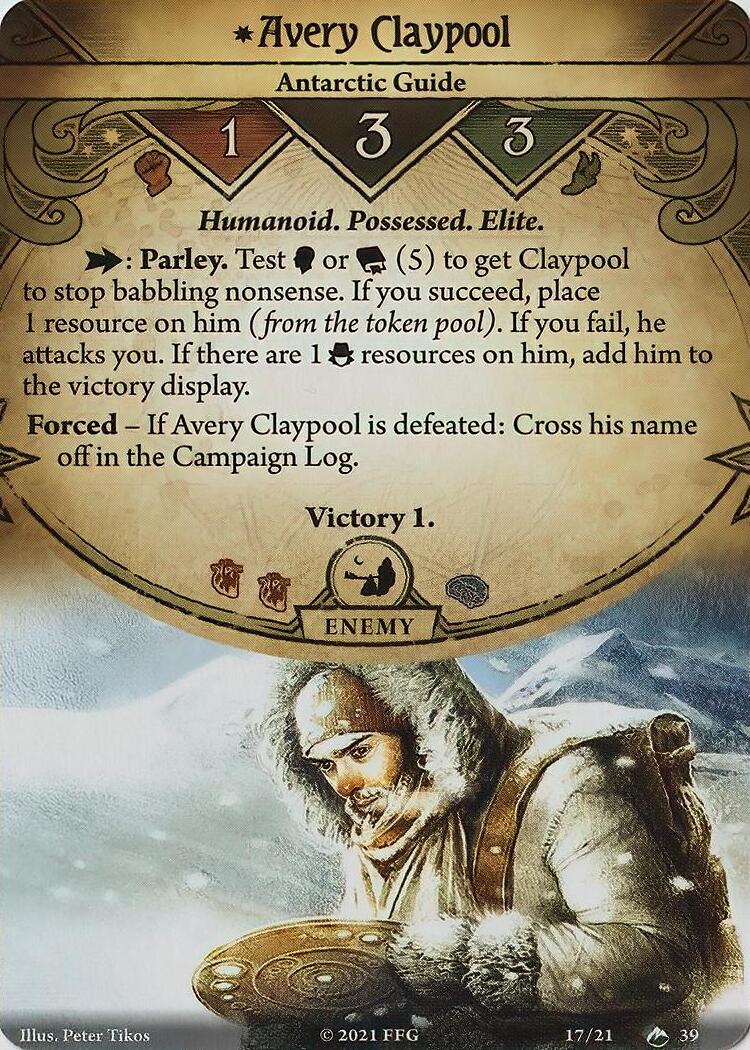 Avery Claypool
Antarctic Guide
1 3 3
Humanoid. Possessed. Elite.
: Parley. Test or (5) to get Claypool
to stop babbling nonsense. If you succeed, place
1 resource on him (from the token pool). If you fail, he
attacks you. If there are 1 resources on him, add him to
the victory display.
Forced – If Avery Claypool is defeated: Cross his name
off in the Campaign Log.
Victory 1.
ENEMY
Illus. Peter Tikos © 2021 FFG 17/21 39